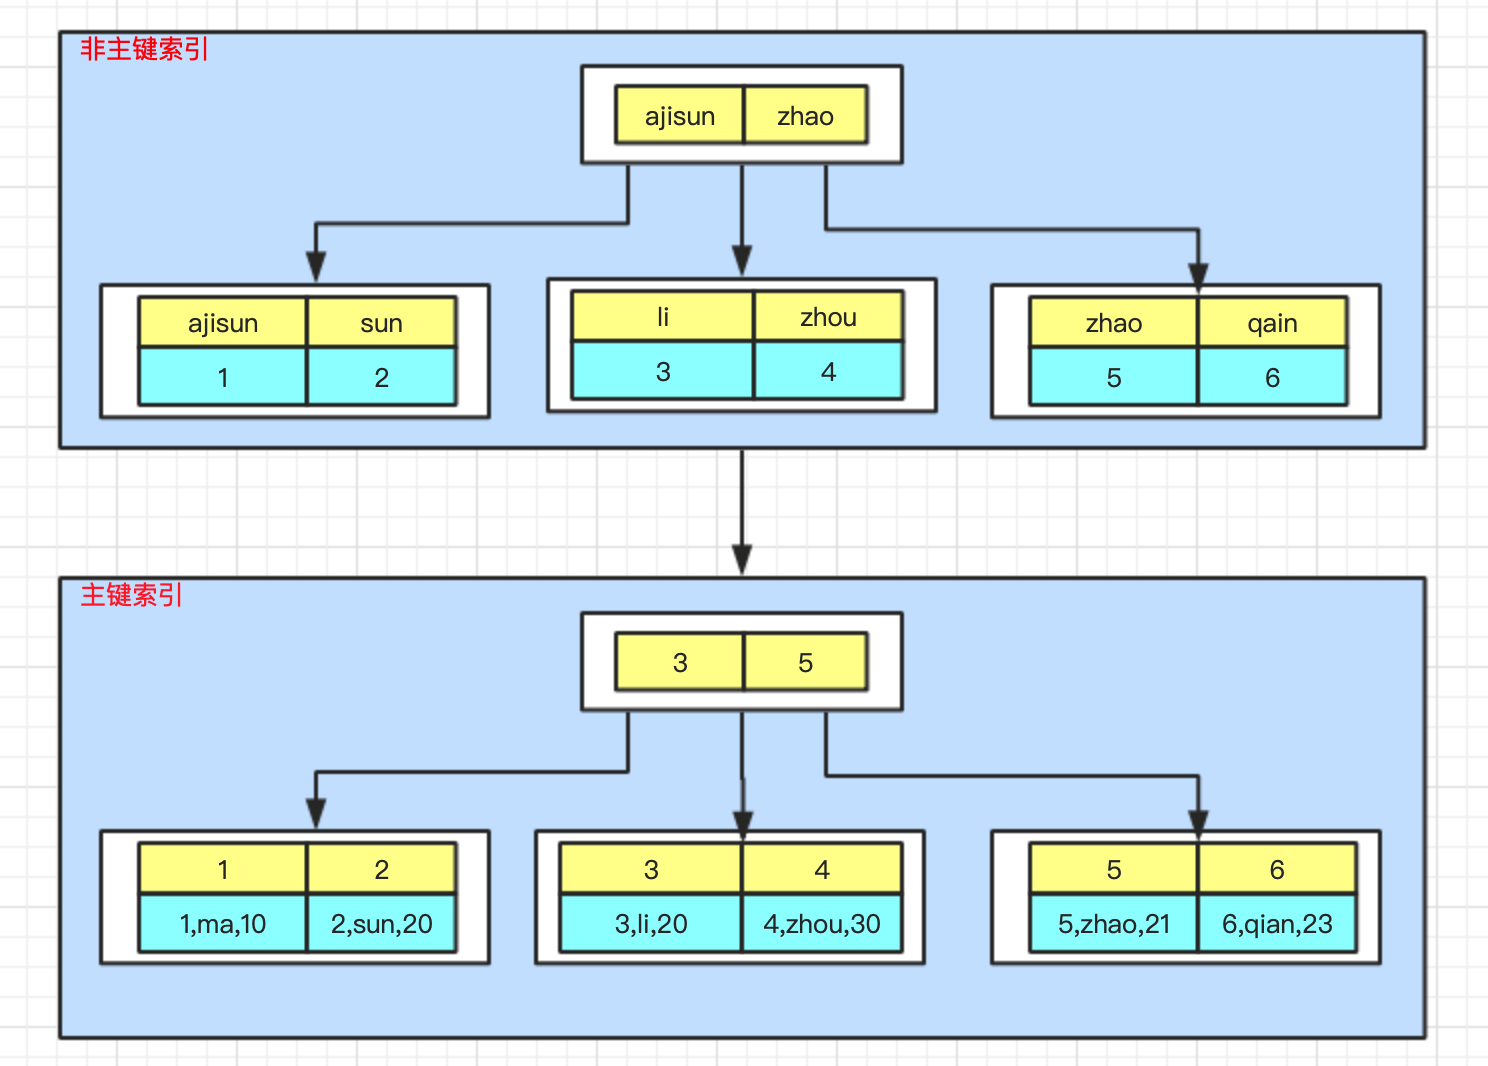 非主键索引
ajisun zhao
ajisun sun li zhou zhao qain
1 2 3 4 5 6
主键索引
3 5
1 2 3 4 5 6
1,ma,10 2,sun,20 3,li,20 4,zhou,30 5,zhao,21 6,qian,23